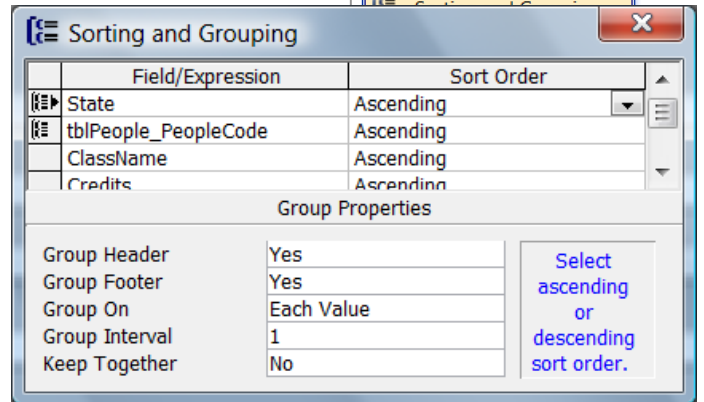 Sorting and Grouping
Field/Expression Sort Order
State Ascending
tblPeople_PeopleCode Ascending
ClassName Ascending
Credits Ascending
Group Properties
Group Header Yes
Group Footer Yes
Group On Each Value
Group Interval 1
Keep Together No
Select
ascending
or
descending
sort order.